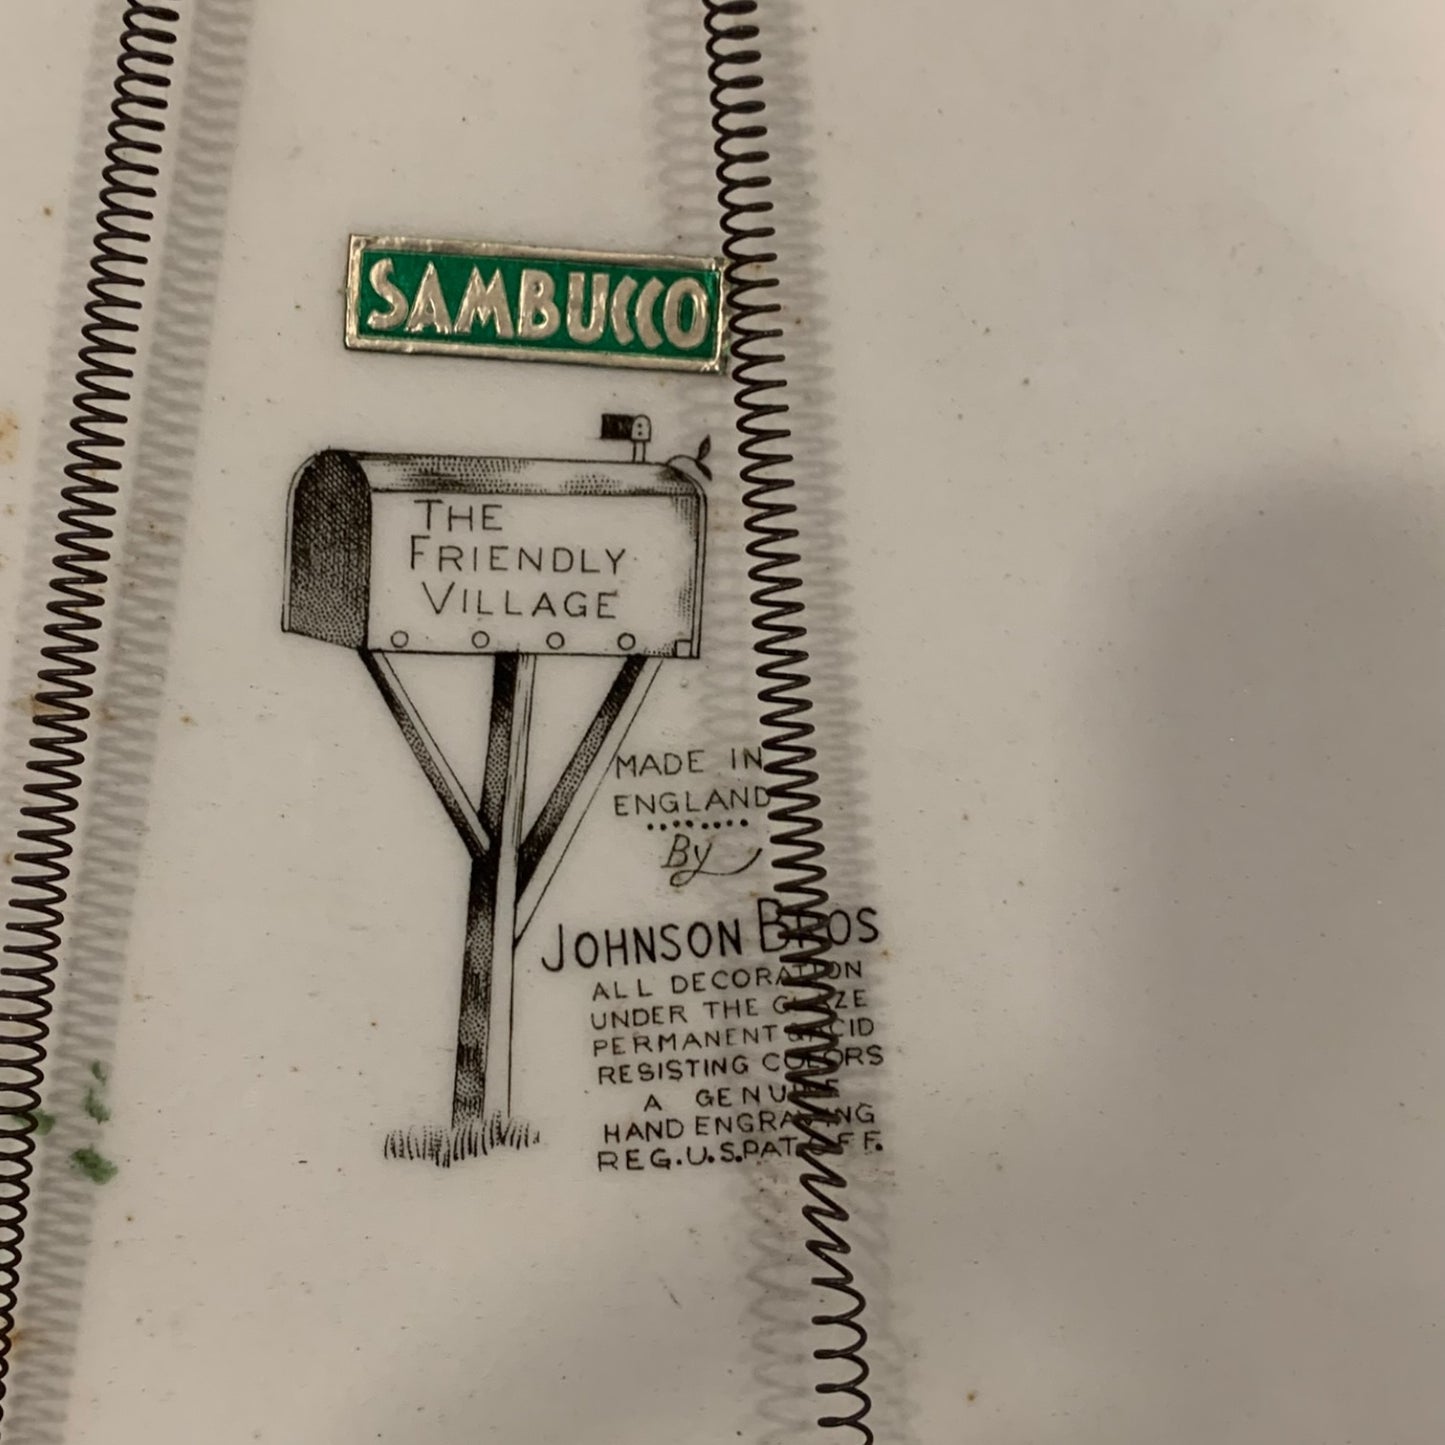 SAMBUCCO
THE
FRIENDLY
VILLAGE
MADE IN
ENGLAND
By
JOHNSON BROS
ALL DECORATION
UNDER THE GLAZE
PERMANENT & ACID
RESISTING COLORS
A GENUINE
HAND ENGRAVING
REG.U.S.PAT.OFF.